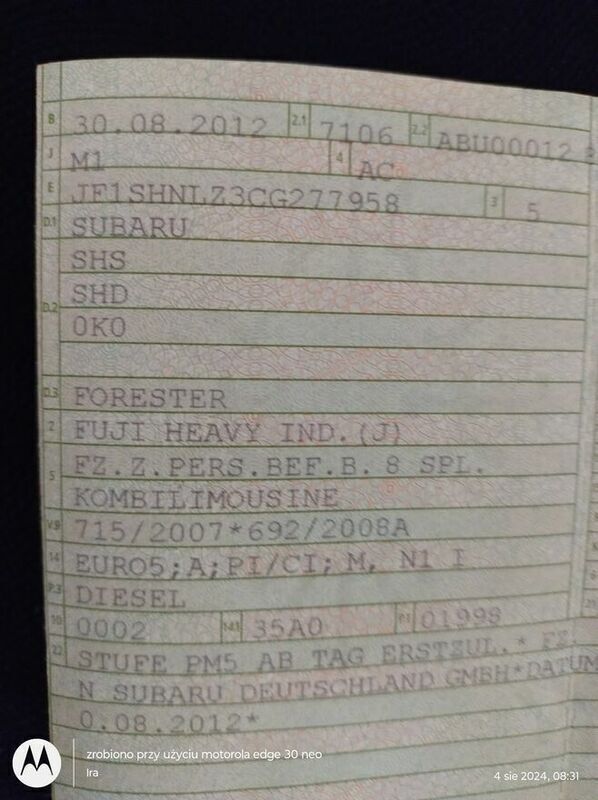 B 30.08.2012 2.1 7106 2.2 ABU00012
J M1 4 AC
E JF1SHNLZ3CG277958 3 5
D.1 SUBARU
SHS
SHD
D.2 0K0
D.3 FORESTER
2 FUJI HEAVY IND.(J)
5 FZ.Z.PERS.BEF.B. 8 SPL.
KOMBILIMOUSINE
V.9 715/2007*692/2008A
14 EURO5;A;PI/CI; M, N1 I
P.3 DIESEL
10 0002 14.1 35A0 P.1 01998
22 STUFE PM5 AB TAG ERSTZUL.* FZ.
N SUBARU DEUTSCHLAND GMBH*DATUM
0.08.2012*
zrobiono przy użyciu motorola edge 30 neo
Ira
4 sie 2024, 08:31